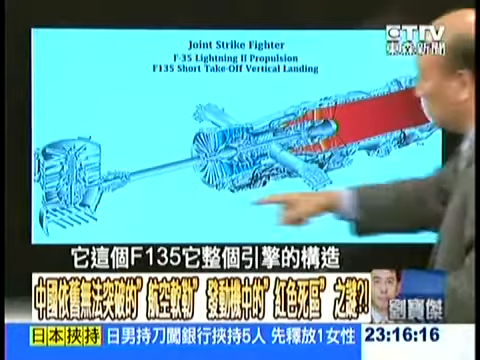 Joint Strike Fighter
F-35 Lightning II Propulsion
F135 Short Take-Off Vertical Landing
CTTV
東森新聞
它這個F135它整個引擎的構造
中國依舊無法突破的"航空軟肋" 發動機中的"紅色死區"之謎?!
劉寶傑
日本挾持 日男持刀闖銀行挾持5人 先釋放1女性 23:16:16